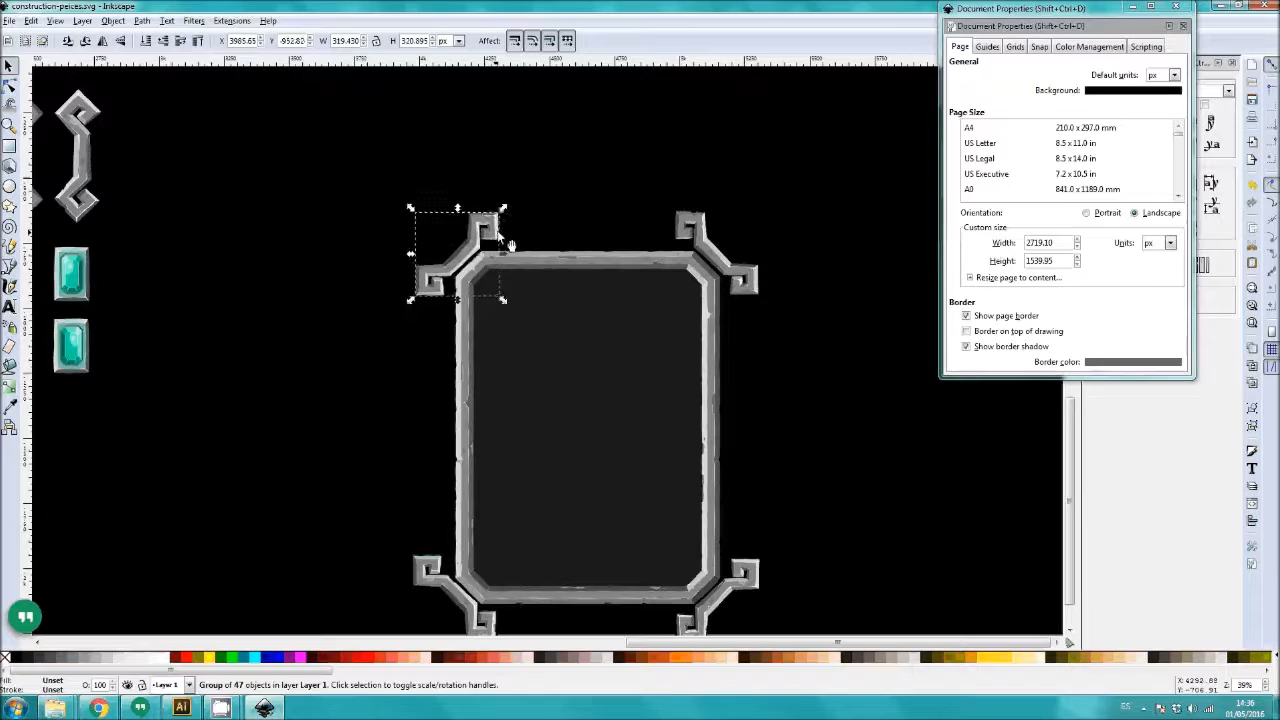 construction-peices.svg - Inkscape
File Edit View Layer Object Path Text Filters Extensions Help
X 3985.65 Y -952.80 W 319.430 H 320.895 px Affect:
Document Properties (Shift+Ctrl+D)
Document Properties (Shift+Ctrl+D)
Page Guides Grids Snap Color Management Scripting
General
Default units: px
Background:
Page Size
A4 210.0 x 297.0 mm
US Letter 8.5 x 11.0 in
US Legal 8.5 x 14.0 in
US Executive 7.2 x 10.5 in
A0 841.0 x 1189.0 mm
Orientation: Portrait Landscape
Custom size
Width: 2719.10 Units: px
Height: 1539.95
Resize page to content...
Border
Show page border
Border on top of drawing
Show border shadow
Border color:
Fill: Unset
Stroke: Unset
O: 100
Layer 1
Group of 47 objects in layer Layer 1. Click selection to toggle scale/rotation handles.
X: 4292.88
Y: -706.91
Z: 39%
Ai
ES
14:36
01/05/2016